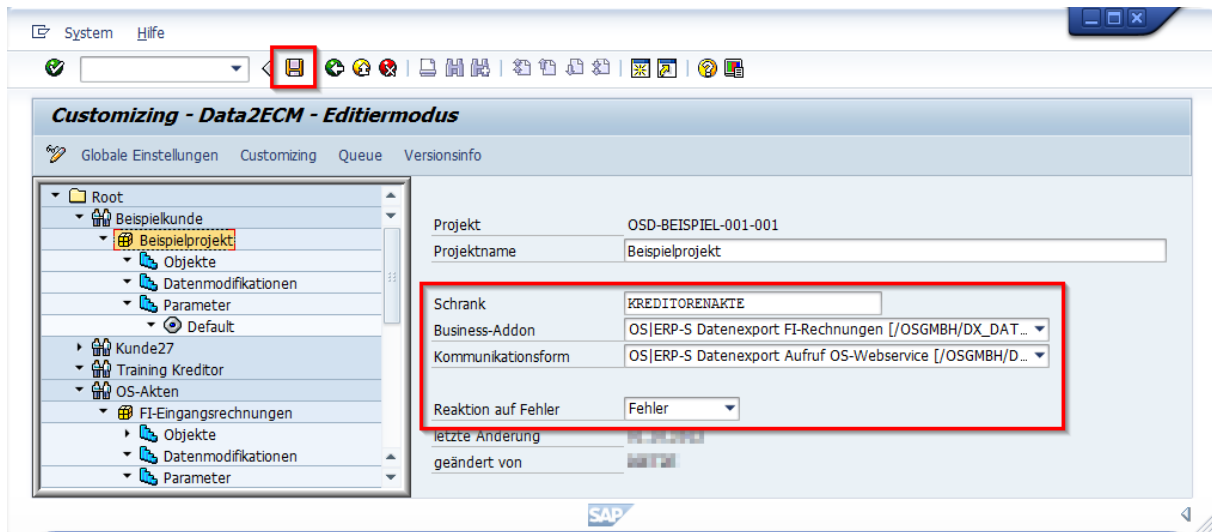 System Hilfe
Customizing - Data2ECM - Editiermodus
Globale Einstellungen Customizing Queue Versionsinfo
Root
Beispielkunde
Beispielprojekt
Objekte
Datenmodifikationen
Parameter
Default
Kunde27
Training Kreditor
OS-Akten
FI-Eingangsrechnungen
Objekte
Datenmodifikationen
Parameter
Projekt OSD-BEISPIEL-001-001
Projektname Beispielprojekt
Schrank KREDITORENAKTE
Business-Addon OS|ERP-S Datenexport FI-Rechnungen [/OSGMBH/DX_DAT...
Kommunikationsform OS|ERP-S Datenexport Aufruf OS-Webservice [/OSGMBH/D...
Reaktion auf Fehler Fehler
letzte Änderung
geändert von
SAP